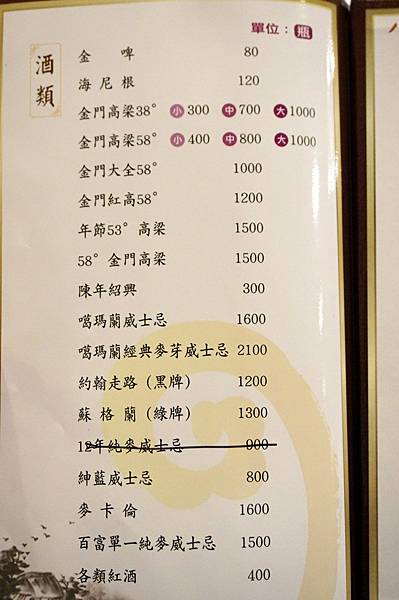 單位：瓶
酒類
金啤 80
海尼根 120
金門高梁38° 小300 中700 大1000
金門高梁58° 小400 中800 大1000
金門大全58° 1000
金門紅高58° 1200
年節53°高梁 1500
58°金門高梁 1500
陳年紹興 300
噶瑪蘭威士忌 1600
噶瑪蘭經典麥芽威士忌 2100
約翰走路（黑牌） 1200
蘇格蘭（綠牌） 1300
12年純麥威士忌 900
紳藍威士忌 800
麥卡倫 1600
百富單一純麥威士忌 1500
各類紅酒 400